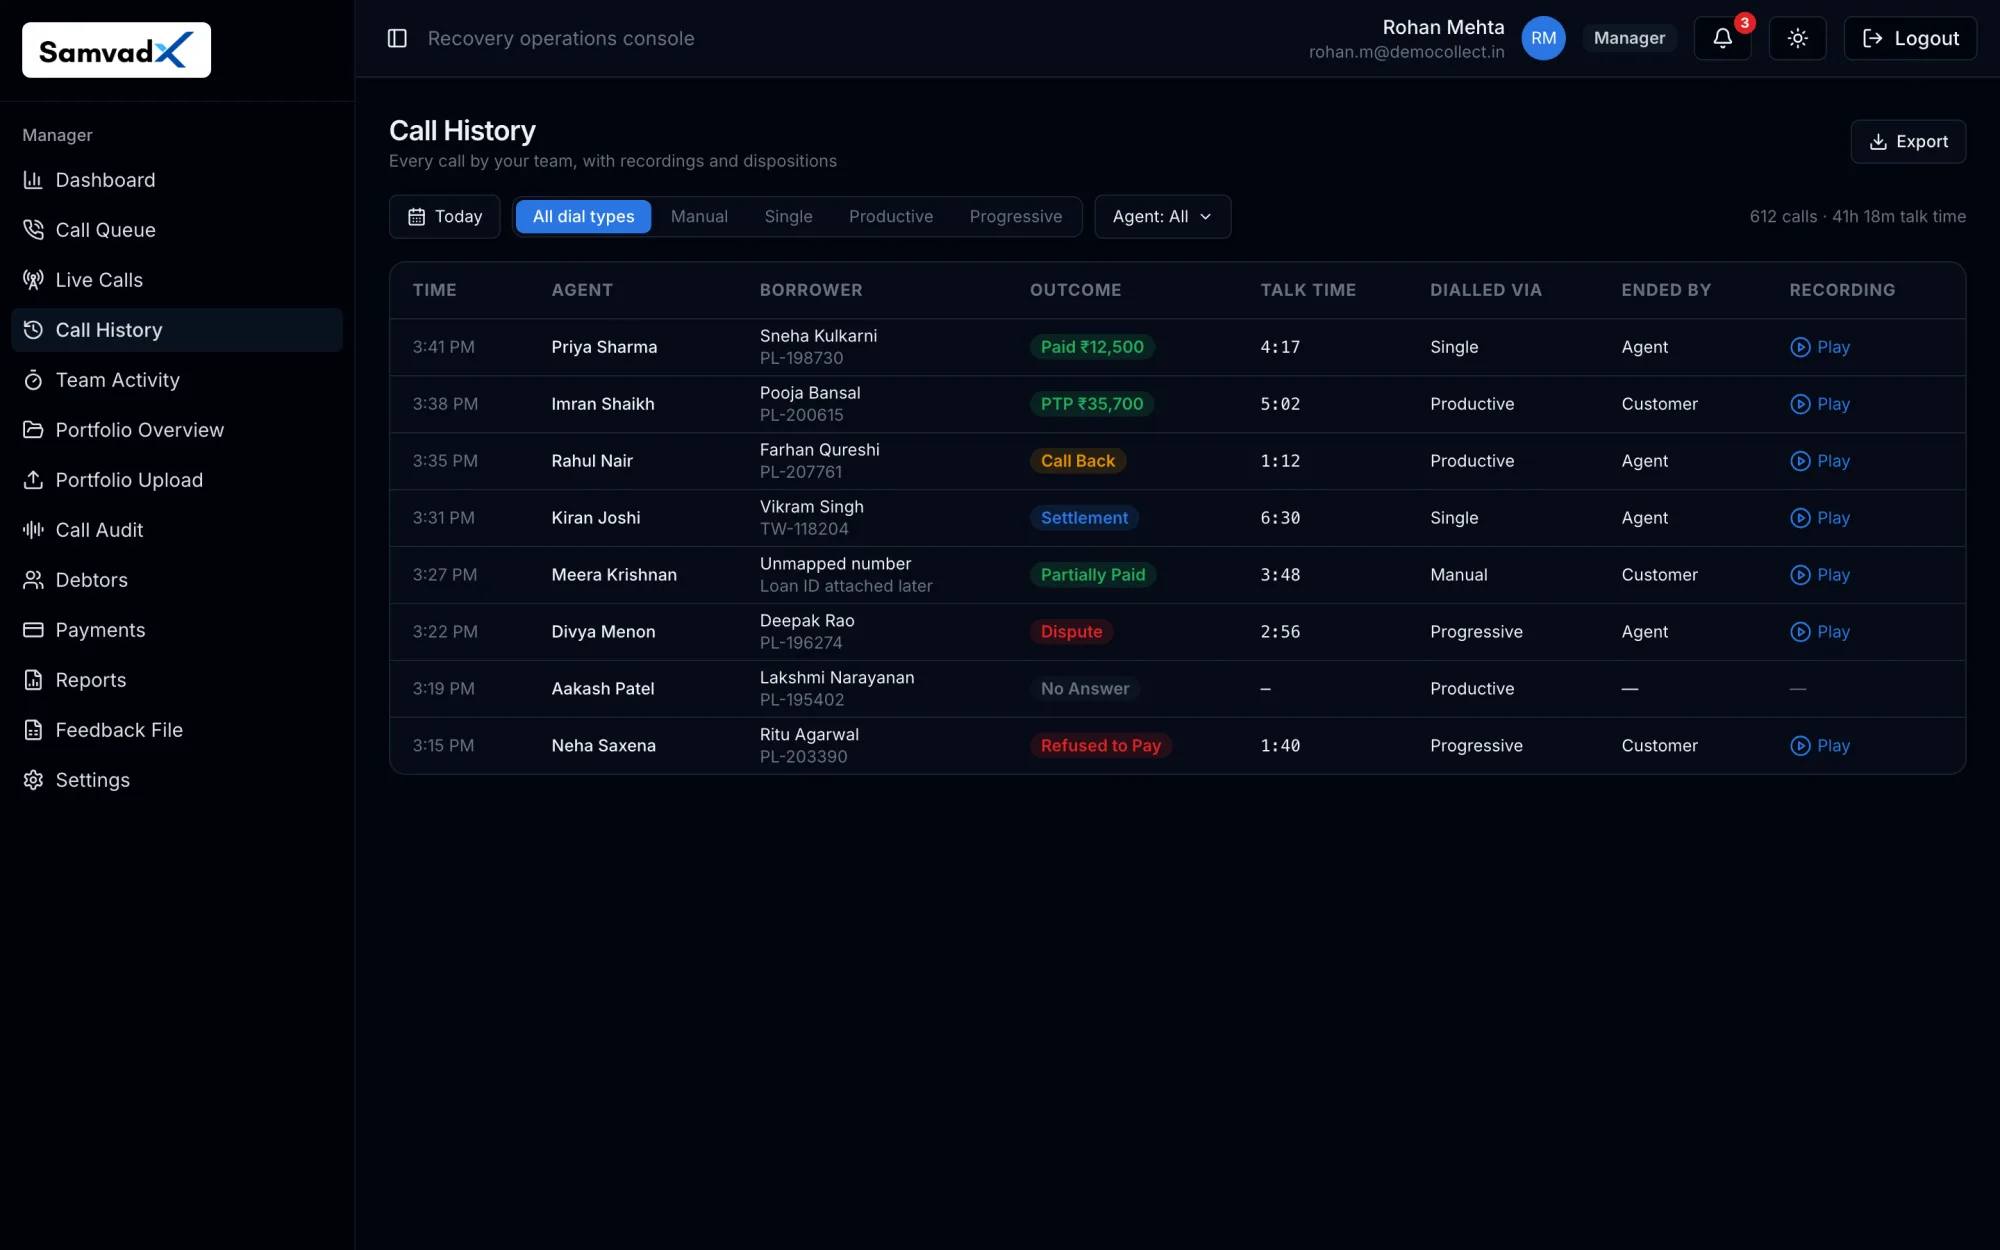 SamvadX
Recovery operations console
Rohan Mehta
rohan.m@democollect.in
RM
Manager
3
Logout
Manager
Dashboard
Call Queue
Live Calls
Call History
Team Activity
Portfolio Overview
Portfolio Upload
Call Audit
Debtors
Payments
Reports
Feedback File
Settings
Call History
Every call by your team, with recordings and dispositions
Export
Today
All dial types Manual Single Productive Progressive
Agent: All
612 calls · 41h 18m talk time
TIME AGENT BORROWER OUTCOME TALK TIME DIALLED VIA ENDED BY RECORDING
3:41 PM Priya Sharma Sneha Kulkarni Paid ₹12,500 4:17 Single Agent Play
PL-198730
3:38 PM Imran Shaikh Pooja Bansal PTP ₹35,700 5:02 Productive Customer Play
PL-200615
3:35 PM Rahul Nair Farhan Qureshi Call Back 1:12 Productive Agent Play
PL-207761
3:31 PM Kiran Joshi Vikram Singh Settlement 6:30 Single Agent Play
TW-118204
3:27 PM Meera Krishnan Unmapped number Partially Paid 3:48 Manual Customer Play
Loan ID attached later
3:22 PM Divya Menon Deepak Rao Dispute 2:56 Progressive Agent Play
PL-196274
3:19 PM Aakash Patel Lakshmi Narayanan No Answer – Productive — —
PL-195402
3:15 PM Neha Saxena Ritu Agarwal Refused to Pay 1:40 Progressive Customer Play
PL-203390